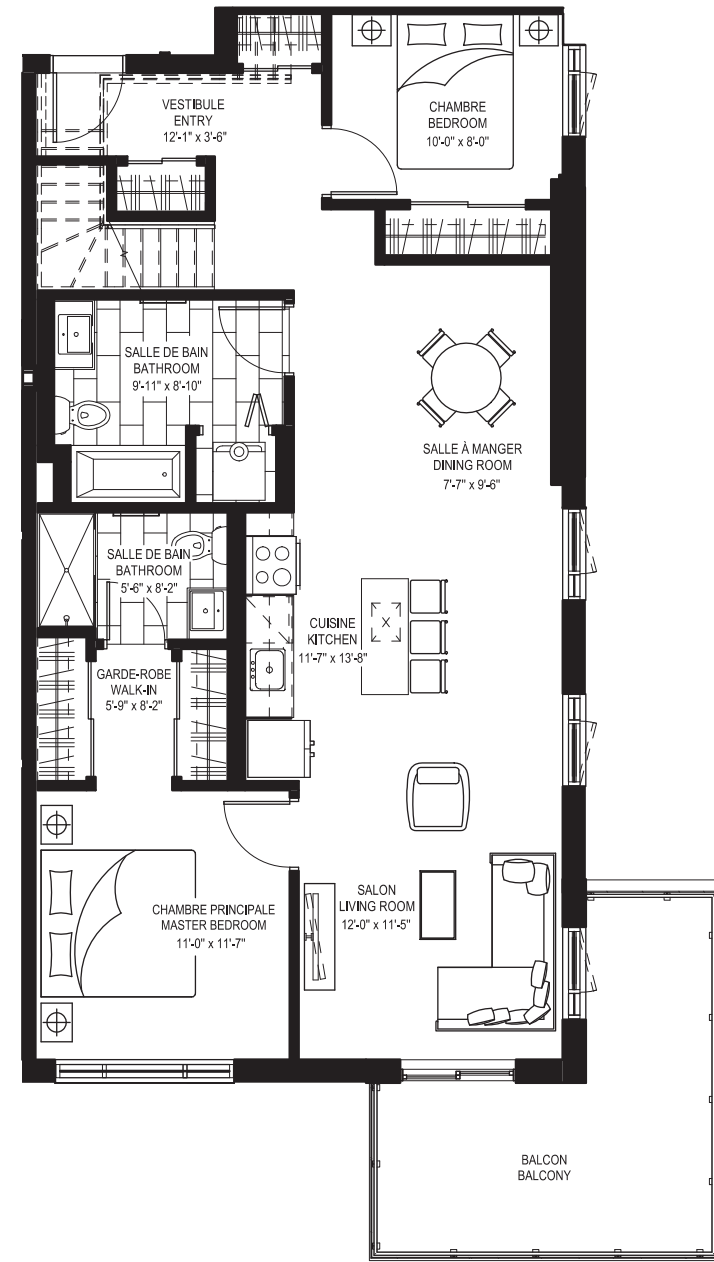 VESTIBULE
ENTRY
12'-1" x 3'-6"
CHAMBRE
BEDROOM
10'-0" x 8'-0"
SALLE DE BAIN
BATHROOM
9'-11" x 8'-10"
SALLE À MANGER
DINING ROOM
7'-7" x 9'-6"
SALLE DE BAIN
BATHROOM
5'-6" x 8'-2"
CUISINE
KITCHEN
11'-7" x 13'-8"
GARDE-ROBE
WALK-IN
5'-9" x 8'-2"
CHAMBRE PRINCIPALE
MASTER BEDROOM
11'-0" x 11'-7"
SALON
LIVING ROOM
12'-0" x 11'-5"
BALCON
BALCONY